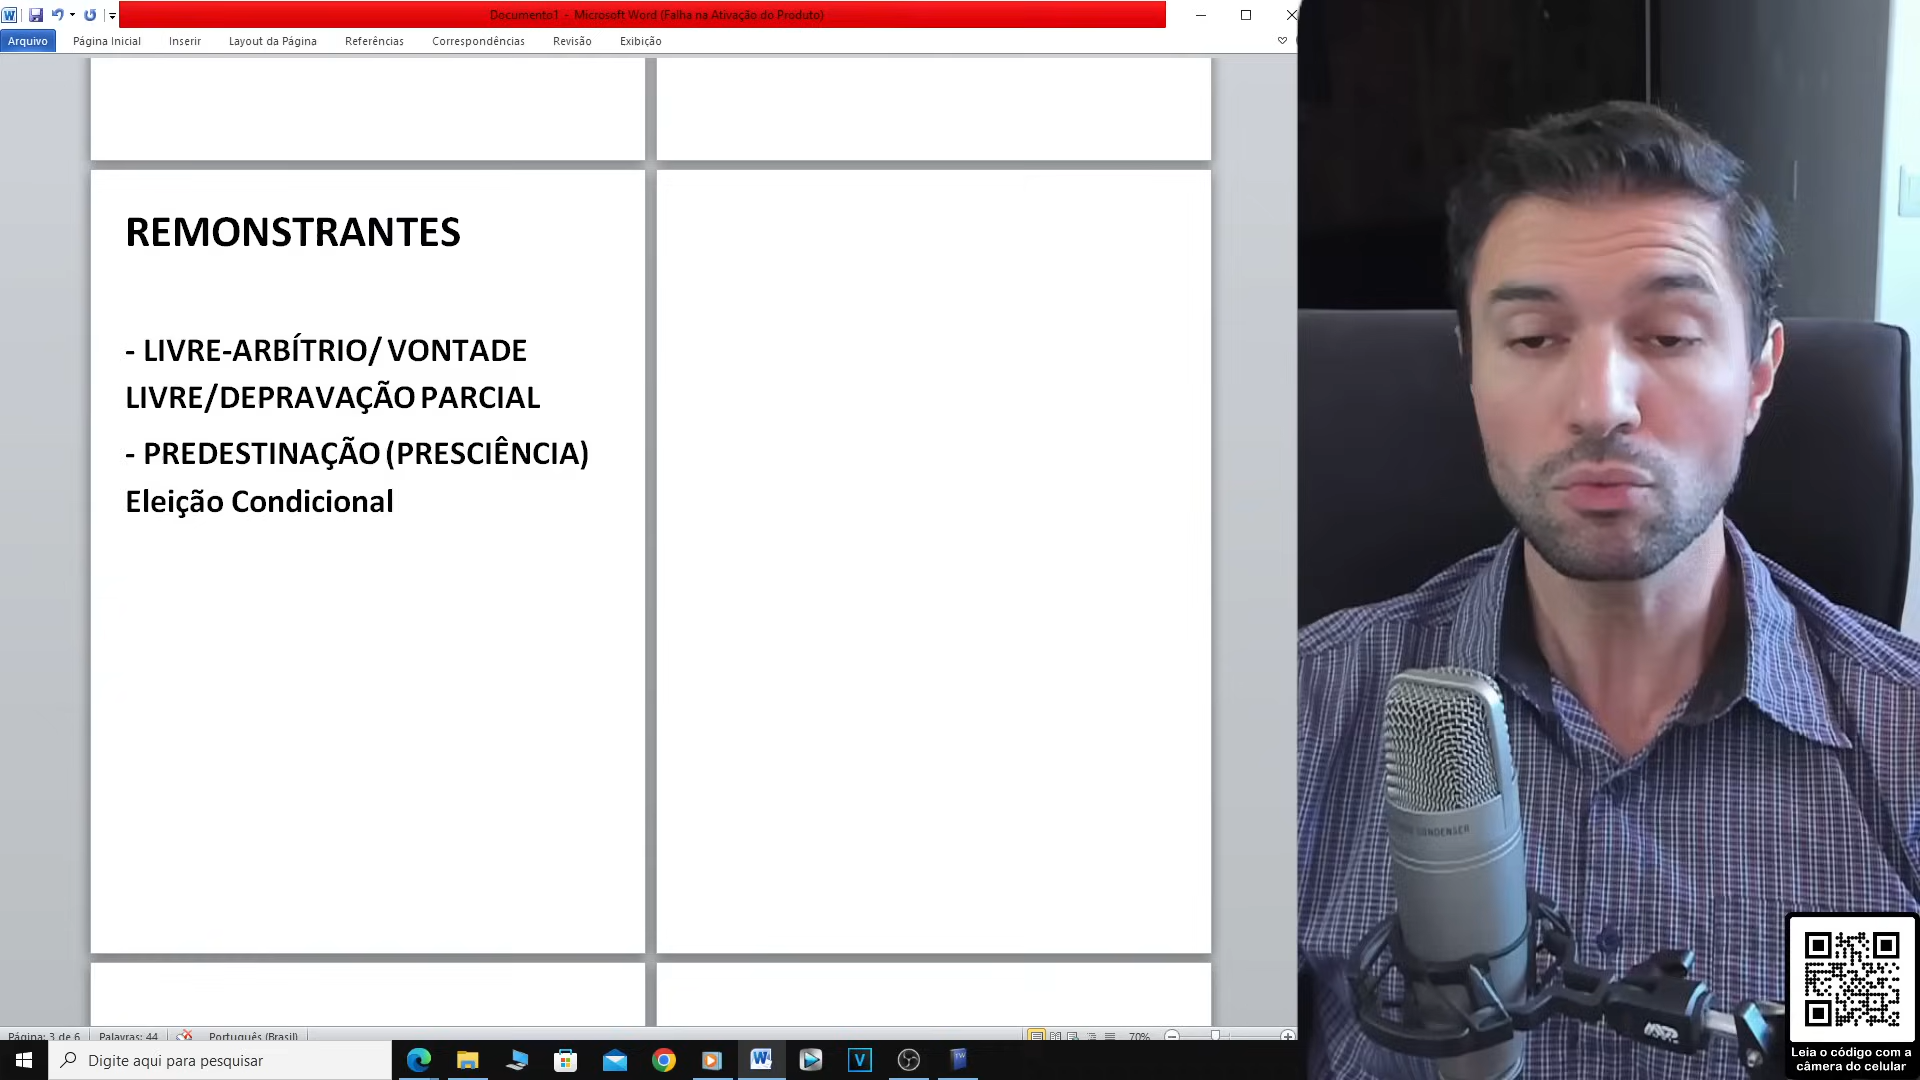 Documento1 - Microsoft Word (Falha na Ativação do Produto)
Arquivo
Página Inicial
Inserir
Layout da Página
Referências
Correspondências
Revisão
Exibição
REMONSTRANTES
- LIVRE-ARBÍTRIO/ VONTADE
LIVRE/DEPRAVAÇÃO PARCIAL
- PREDESTINAÇÃO (PRESCIÊNCIA)
Eleição Condicional
CONDENSER
Página: 3 de 6
Palavras: 44
Português (Brasil)
70%
Digite aqui para pesquisar
Leia o código com a
câmera do celular